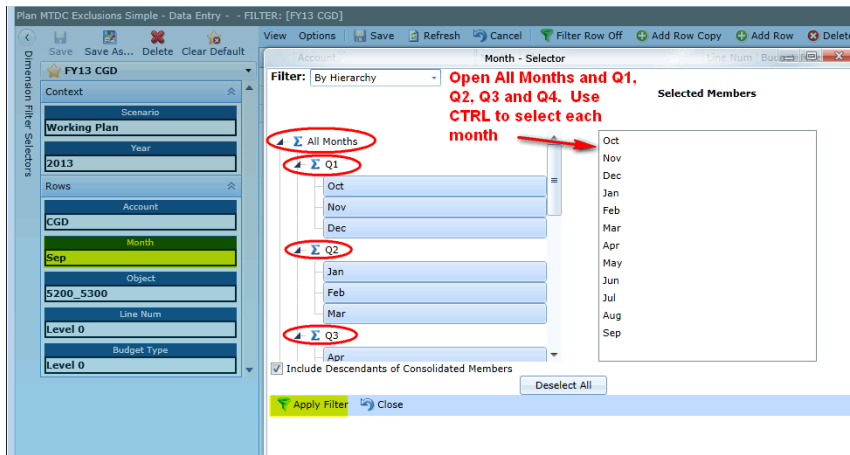 Plan MTDC Exclusions Simple - Data Entry - - FILTER: [FY13 CGD]
Save Save As... Delete Clear Default
View Options Save Refresh Cancel Filter Row Off Add Row Copy Add Row Delete
Dimension Filter Selectors
FY13 CGD
Context
Scenario
Working Plan
Year
2013
Rows
Account
CGD
Month
Sep
Object
5200_5300
Line Num
Level 0
Budget Type
Level 0
Account Month - Selector Line Num
Filter: By Hierarchy
Open All Months and Q1,
Q2, Q3 and Q4. Use
CTRL to select each
month
Selected Members
Σ All Months
Σ Q1
Oct
Nov
Dec
Σ Q2
Jan
Feb
Mar
Σ Q3
Apr
Oct
Nov
Dec
Jan
Feb
Mar
Apr
May
Jun
Jul
Aug
Sep
Include Descendants of Consolidated Members
Deselect All
Apply Filter Close